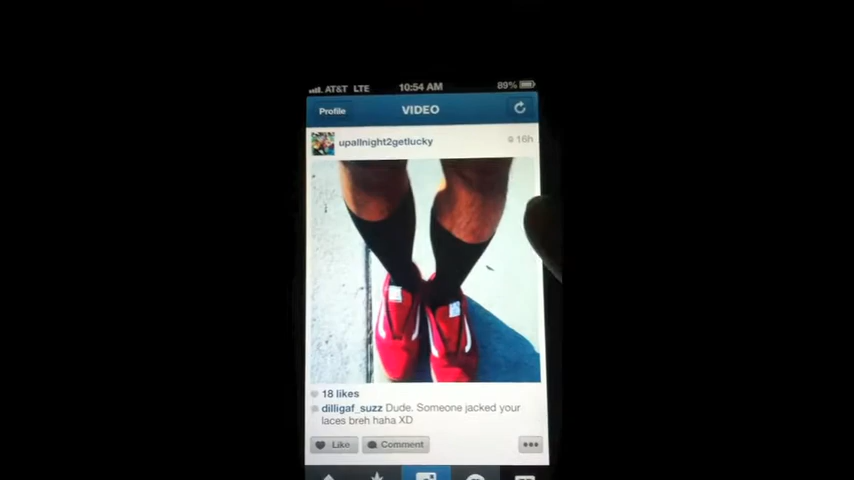 AT&T LTE 10:54 AM 89%
Profile VIDEO
upallnight2getlucky 16h
18 likes
dilligaf_suzz Dude. Someone jacked your
laces breh haha XD
Like Comment